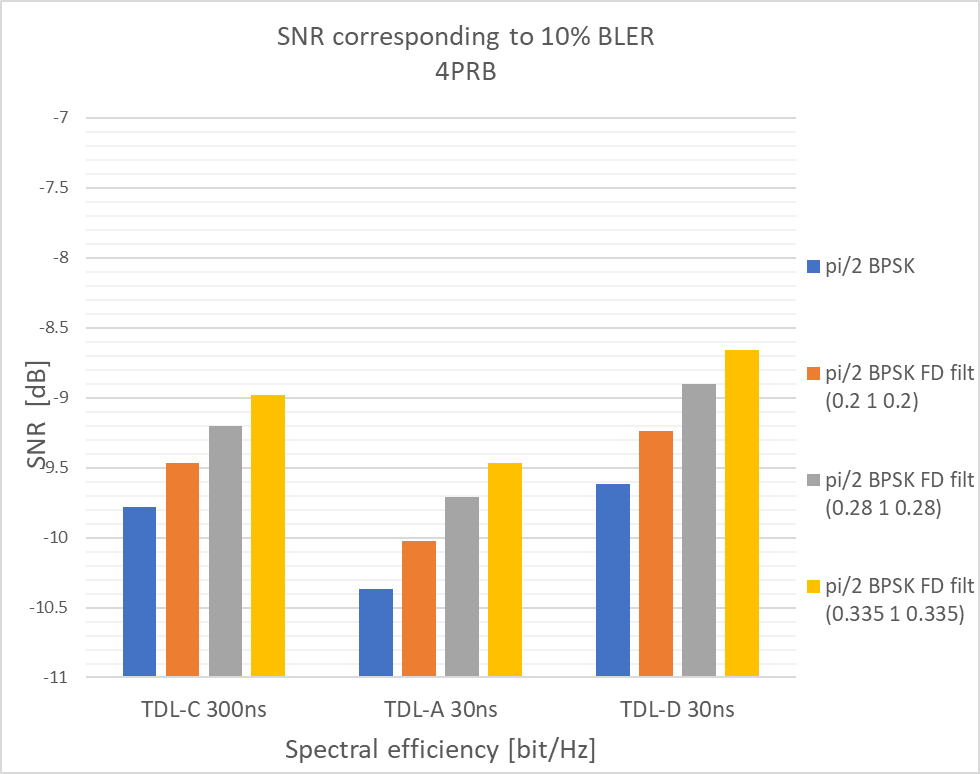 SNR corresponding to 10% BLER
4PRB
-7
-7.5
-8
-8.5
-9
-9.5
-10
-10.5
-11
SNR [dB]
TDL-C 300ns
TDL-A 30ns
TDL-D 30ns
Spectral efficiency [bit/Hz]
pi/2 BPSK
pi/2 BPSK FD filt
(0.2 1 0.2)
pi/2 BPSK FD filt
(0.28 1 0.28)
pi/2 BPSK FD filt
(0.335 1 0.335)